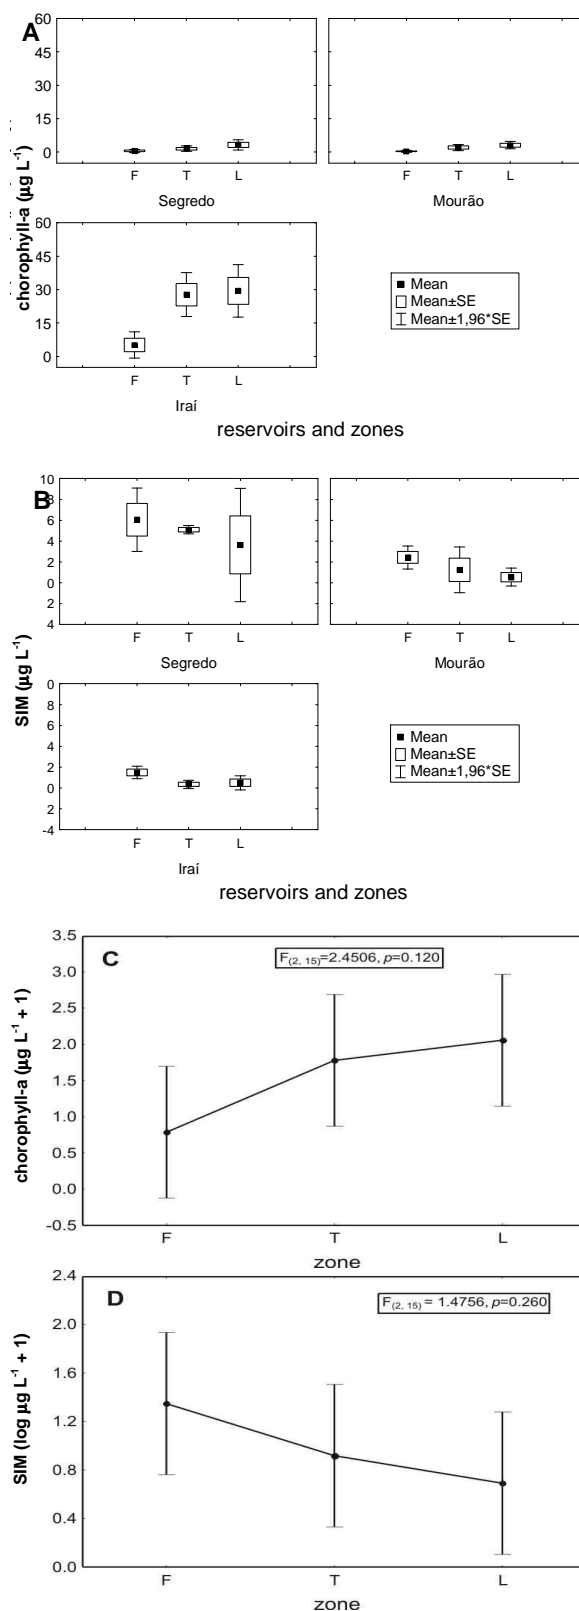 A
60
45
30
15
0
F T L
Segredo
F T L
Mourão
chorophyll-a (µg L-1)
60
45
30
15
0
F T L
Iraí
Mean
Mean±SE
Mean±1,96*SE
reservoirs and zones
B
10
8
6
4
2
0
2
4
F T L
Segredo
F T L
Mourão
SIM (µg L-1)
0
8
6
4
2
0
-2
-4
F T L
Iraí
Mean
Mean±SE
Mean±1,96*SE
reservoirs and zones
C
F(2, 15)=2.4506, p=0.120
chorophyll-a (µg L-1 + 1)
3.5
3.0
2.5
2.0
1.5
1.0
0.5
0.0
-0.5
F T L
zone
D
F(2, 15) = 1.4756, p=0.260
SIM (log µg L-1 + 1)
2.4
2.0
1.6
1.2
0.8
0.4
0.0
F T L
zone